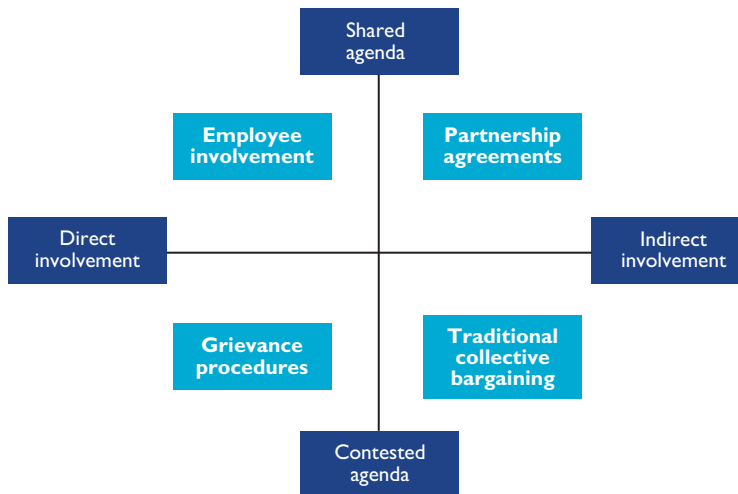 Shared
agenda
Employee
involvement
Partnership
agreements
Direct
involvement
Indirect
involvement
Grievance
procedures
Traditional
collective
bargaining
Contested
agenda